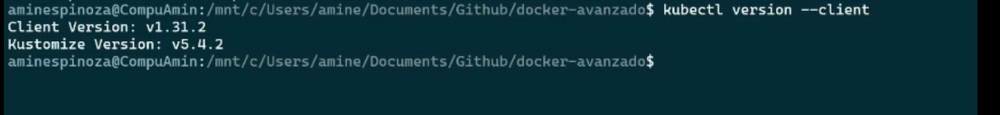 aminespinoza@CompuAmin:/mnt/c/Users/amine/Documents/Github/docker-avanzado$ kubectl version --client
Client Version: v1.31.2
Kustomize Version: v5.4.2
aminespinoza@CompuAmin:/mnt/c/Users/amine/Documents/Github/docker-avanzado$